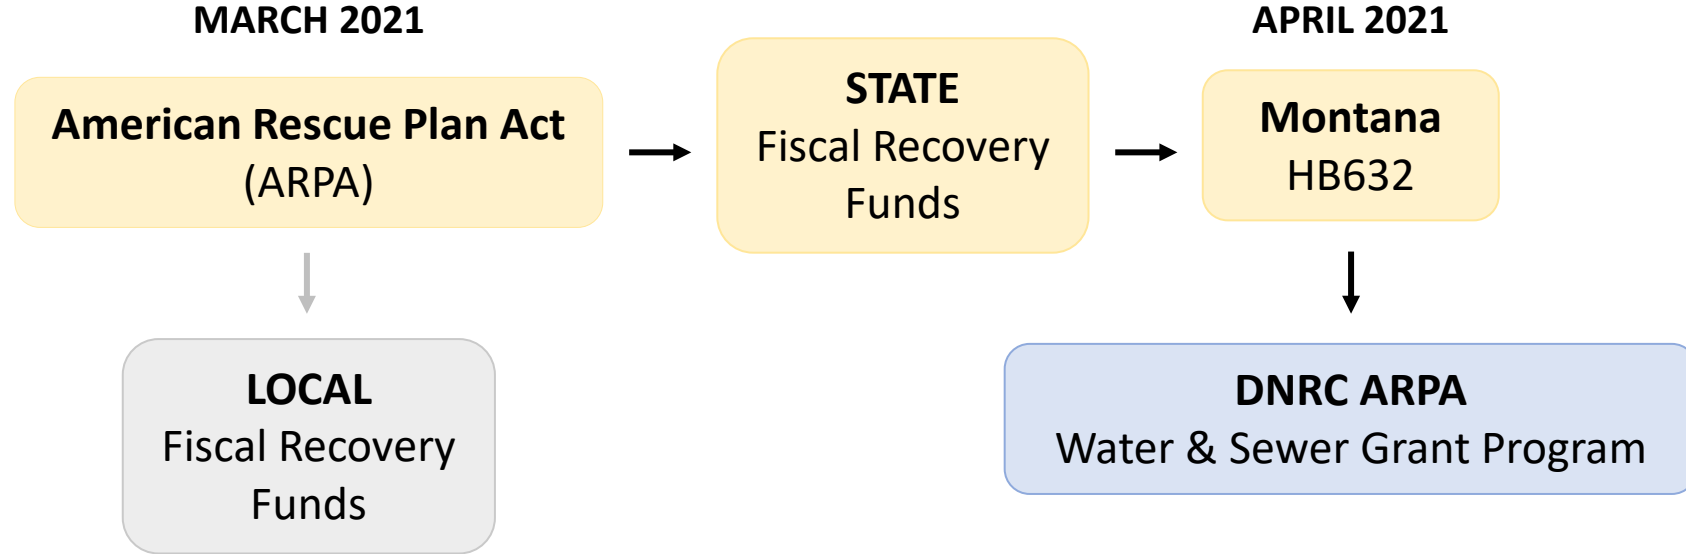 MARCH 2021
APRIL 2021
American Rescue Plan Act
(ARPA)
STATE
Fiscal Recovery
Funds
Montana
HB632
LOCAL
Fiscal Recovery
Funds
DNRC ARPA
Water & Sewer Grant Program